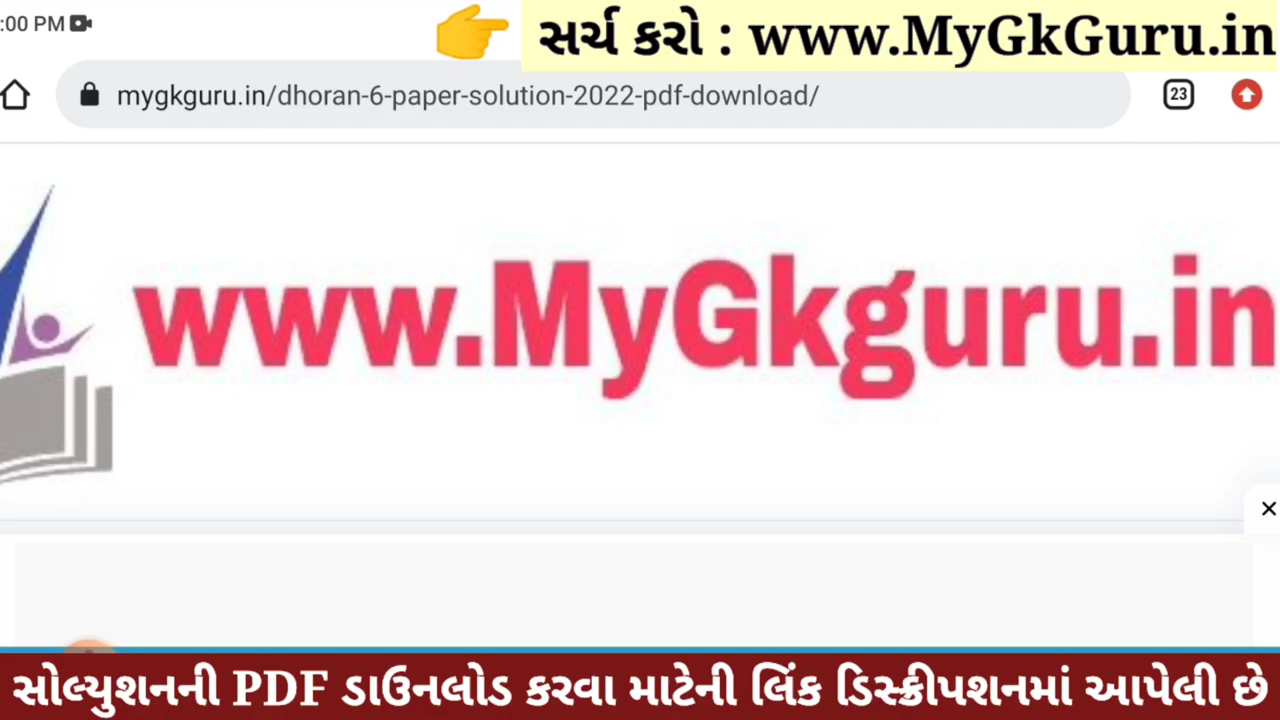 :00 PM
સર્ચ કરો : www.MyGkGuru.in
mygkguru.in/dhoran-6-paper-solution-2022-pdf-download/
23
www.MyGkguru.in
સોલ્યુશનની PDF ડાઉનલોડ કરવા માટેની લિંક ડિસ્ક્રીપશનમાં આપેલી છે